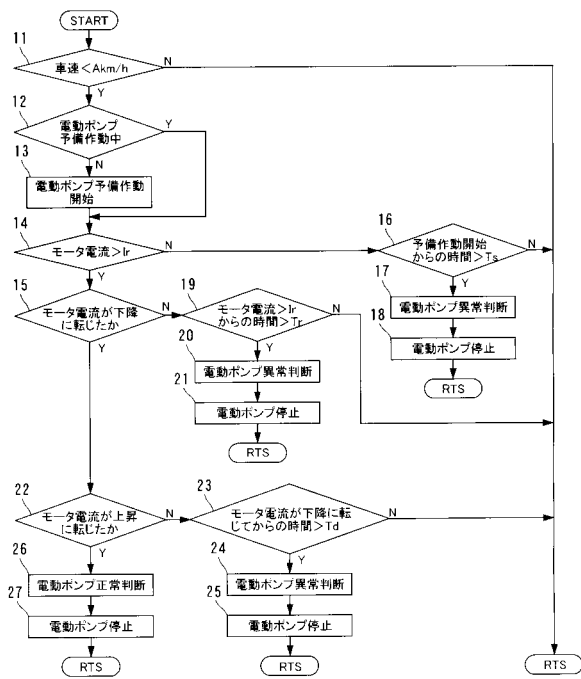 START
11
車速<Akm/h
N
Y
12
電動ポンプ
予備作動中
Y
N
13
電動ポンプ予備作動
開始
14
モータ電流>Ir
N
Y
16
予備作動開始
からの時間>Ts
N
Y
17
電動ポンプ異常判断
18
電動ポンプ停止
RTS
15
モータ電流が下降
に転じたか
N
Y
19
モータ電流>Ir
からの時間>Tr
N
Y
20
電動ポンプ異常判断
21
電動ポンプ停止
RTS
22
モータ電流が上昇
に転じたか
N
Y
23
モータ電流が下降に転
じてからの時間>Td
N
Y
26
電動ポンプ正常判断
27
電動ポンプ停止
RTS
24
電動ポンプ異常判断
25
電動ポンプ停止
RTS
RTS